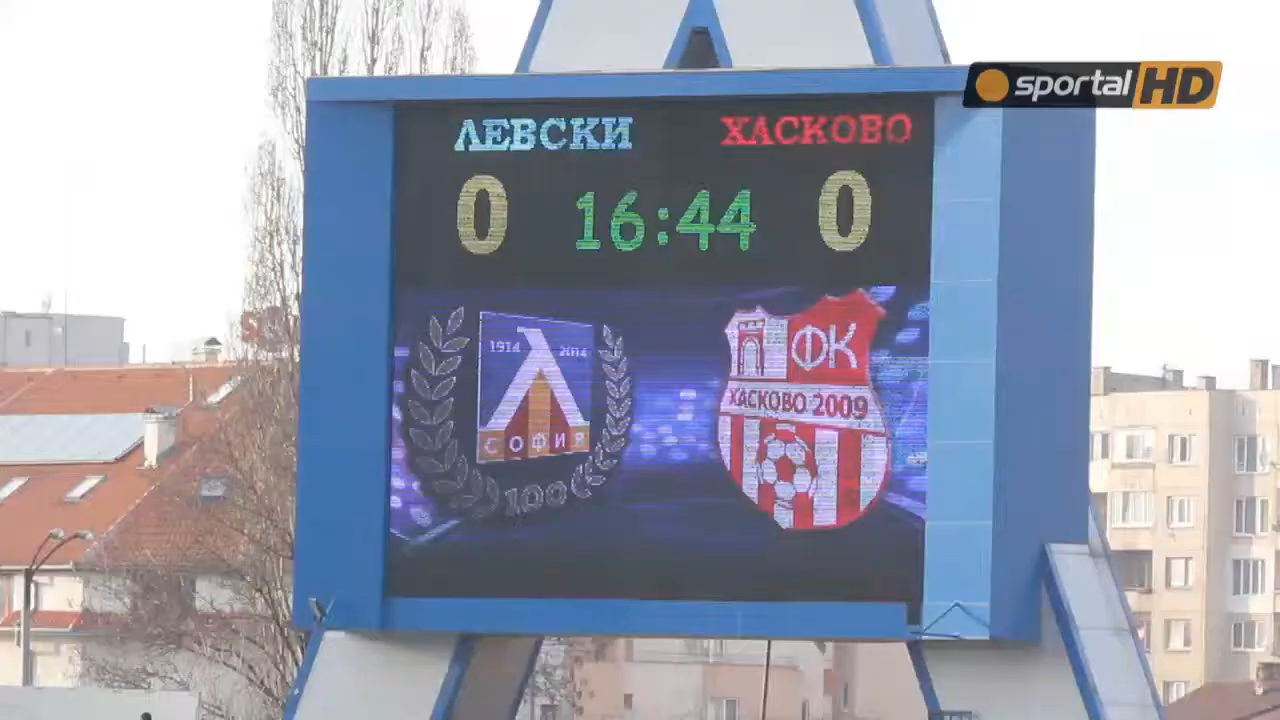 sportal HD
ЛЕВСКИ ХАСКОВО
0 16:44 0
1914 2014
СОФИЯ
100
ФК
ХАСКОВО 2009